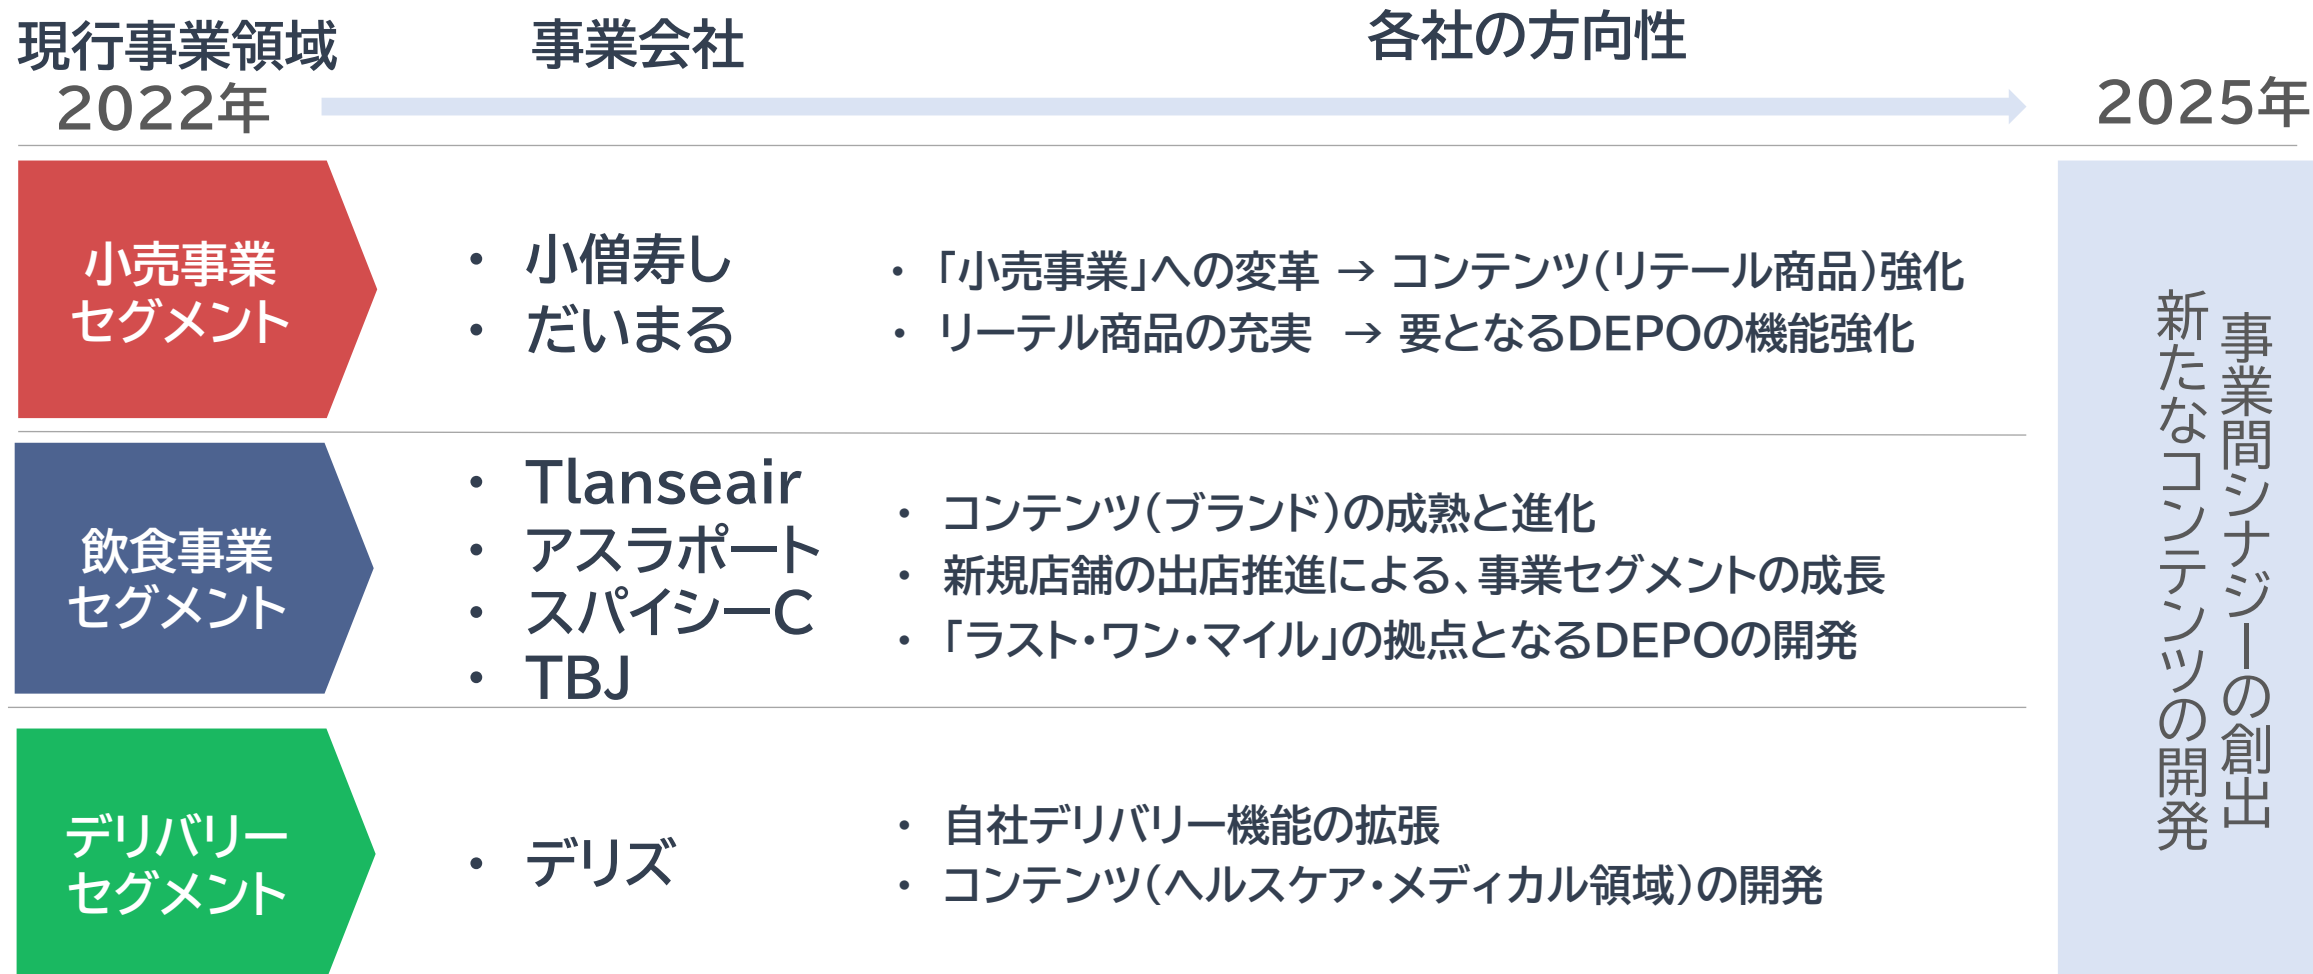 現行事業領域
事業会社
各社の方向性
2022年
2025年
小売事業
セグメント
・ 小僧寿し
・ だいまる
・ 「小売事業」への変革 → コンテンツ(リテール商品)強化
・ リーテル商品の充実 → 要となるDEPOの機能強化
飲食事業
セグメント
・ Tlanseair
・ アスラポート
・ スパイシーC
・ TBJ
・ コンテンツ(ブランド)の成熟と進化
・ 新規店舗の出店推進による、事業セグメントの成長
・ 「ラスト・ワン・マイル」の拠点となるDEPOの開発
デリバリー
セグメント
・ デリズ
・ 自社デリバリー機能の拡張
・ コンテンツ(ヘルスケア・メディカル領域)の開発
事業間シナジーの創出
新たなコンテンツの開発